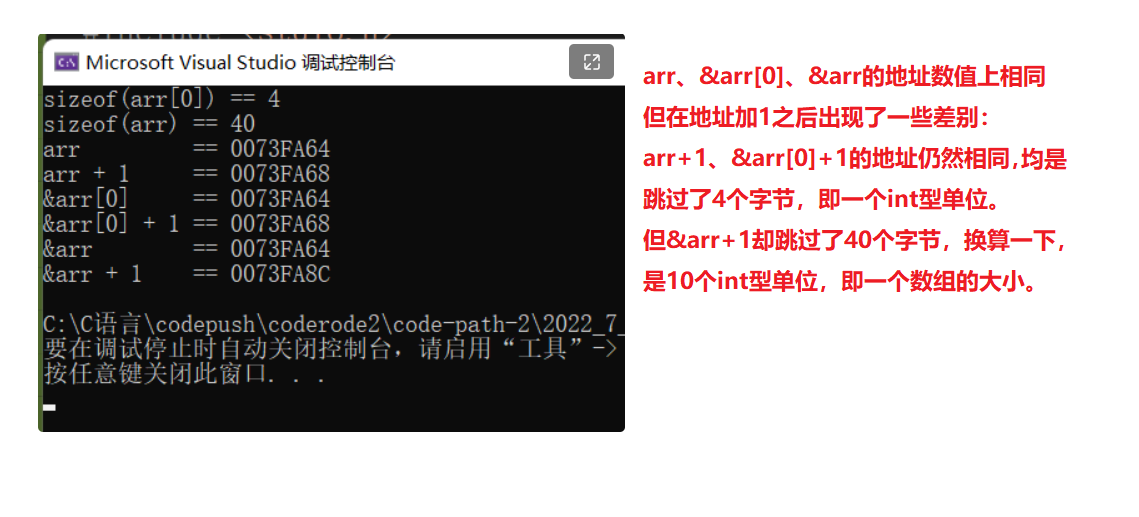 #include <stdio.h>
Microsoft Visual Studio 调试控制台
sizeof(arr[0]) == 4
sizeof(arr) == 40
arr == 0073FA64
arr + 1 == 0073FA68
&arr[0] == 0073FA64
&arr[0] + 1 == 0073FA68
&arr == 0073FA64
&arr + 1 == 0073FA8C
C:\C语言\codepush\coderode2\code-path-2\2022_7_
要在调试停止时自动关闭控制台，请启用“工具”->
按任意键关闭此窗口. . .
arr、&arr[0]、&arr的地址数值上相同
但在地址加1之后出现了一些差别：
arr+1、&arr[0]+1的地址仍然相同,均是
跳过了4个字节，即一个int型单位。
但&arr+1却跳过了40个字节，换算一下，
是10个int型单位，即一个数组的大小。